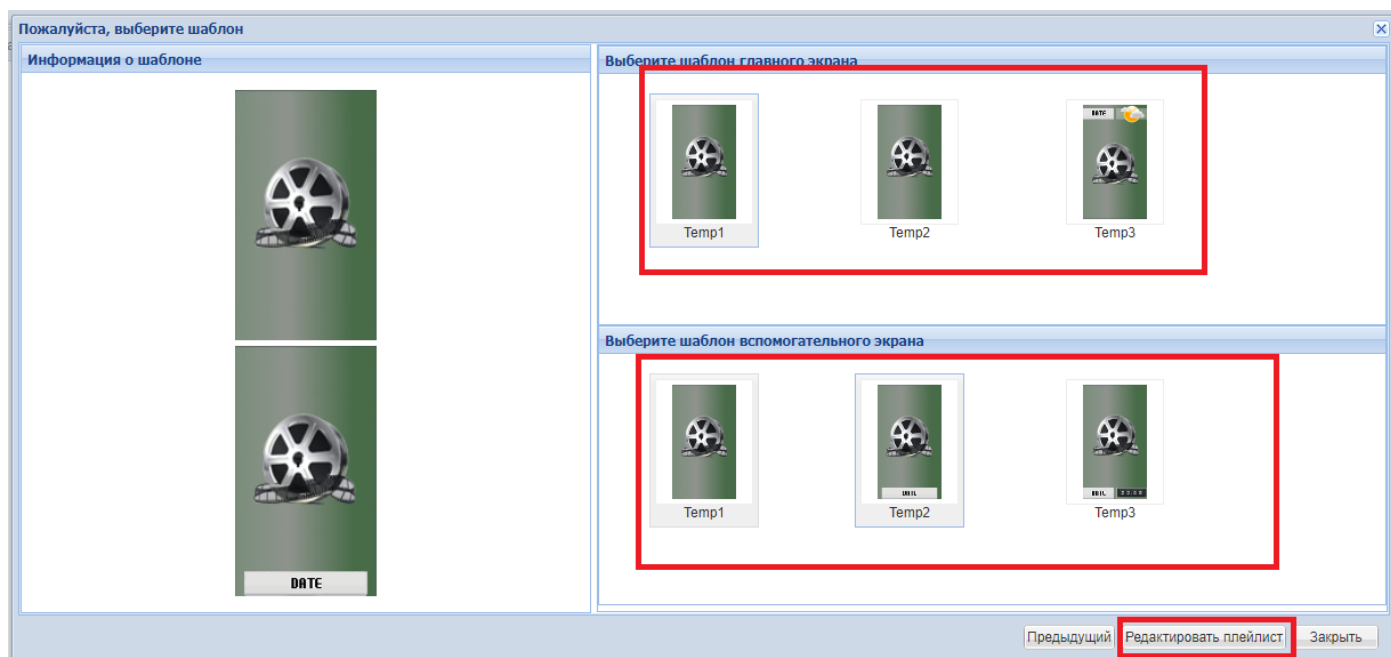 Пожалуйста, выберите шаблон
Информация о шаблоне
DATE
Выберите шаблон главного экрана
DATE
Temp1 Temp2 Temp3
Выберите шаблон вспомогательного экрана
Temp1 Temp2 Temp3
Предыдущий Редактировать плейлист Закрыть